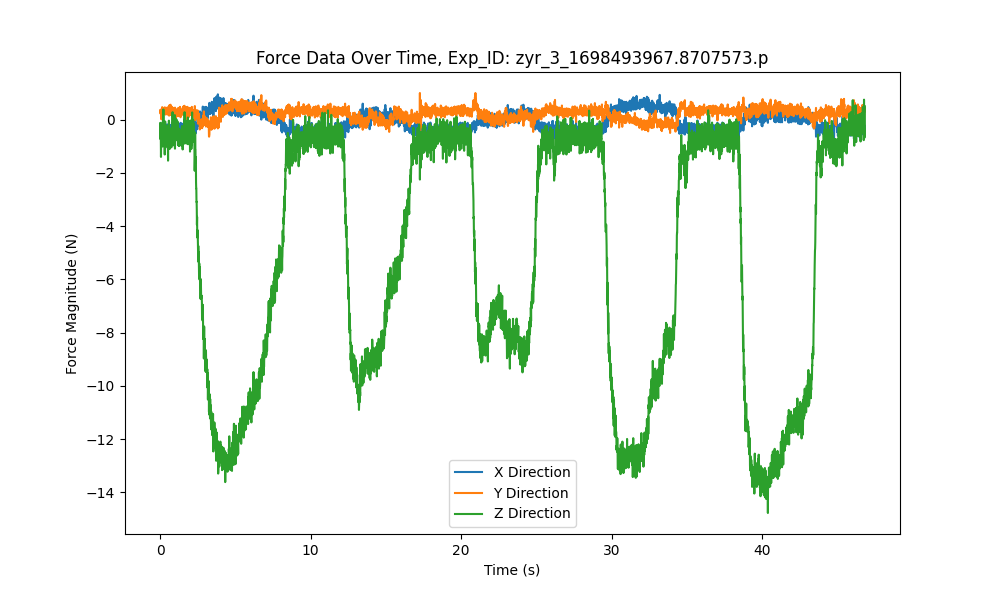 Force Data Over Time, Exp_ID: zyr_3_1698493967.8707573.p
Force Magnitude (N)
0
−2
−4
−6
−8
−10
−12
−14
X Direction
Y Direction
Z Direction
0 10 20 30 40
Time (s)